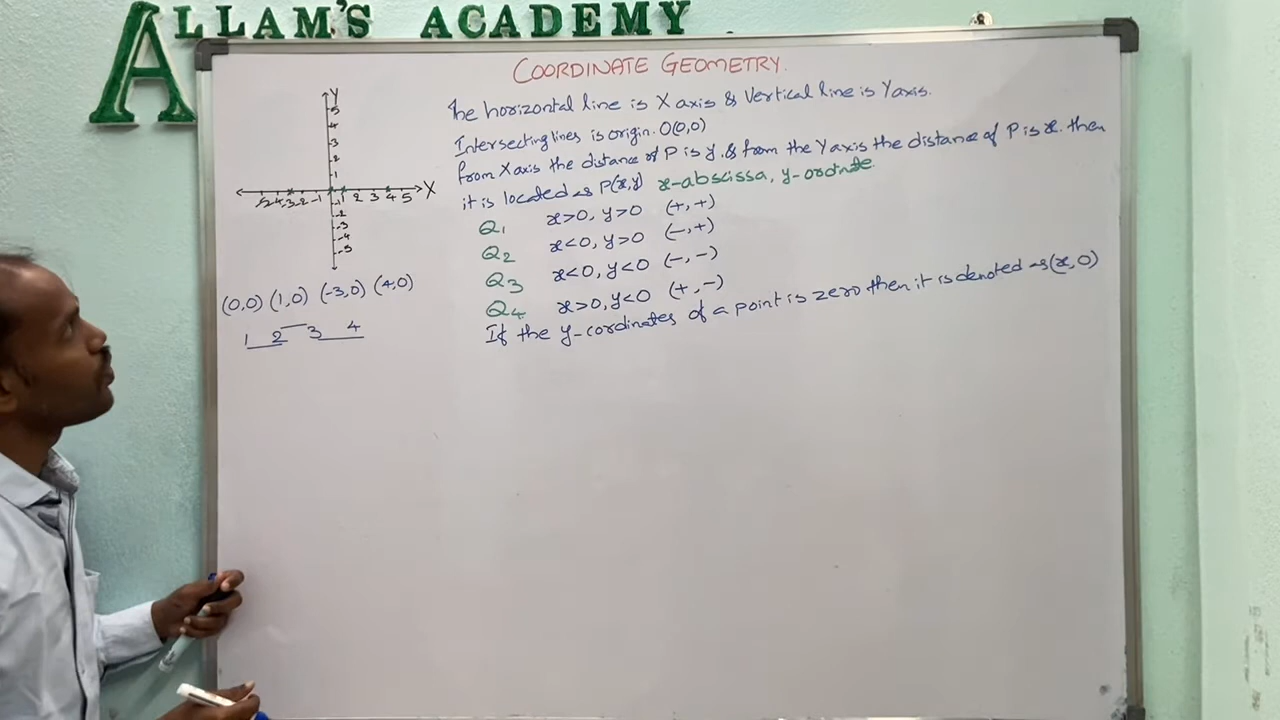 ALLAM'S ACADEMY
COORDINATE GEOMETRY.
The horizontal line is X axis & Vertical line is Y axis.
Intersecting lines is origin. O(0,0)
from X axis the distance of P is y. & from the Y axis the distance of P is x. then
it is located as P(x,y) x-abscissa, y-ordinate.
Q1 x>0, y>0 (+,+)
Q2 x<0, y>0 (-,+)
Q3 x<0, y<0 (-,-)
Q4 x>0, y<0 (+,-)
If the y-cordinates of a point is zero then it is denoted as (x,0)
Y
5
4
3
2
1
-5 -4 -3 -2 -1 1 2 3 4 5 X
-1
-2
-3
-4
-5
(0,0) (1,0) (-3,0) (4,0)
1 2 3 4